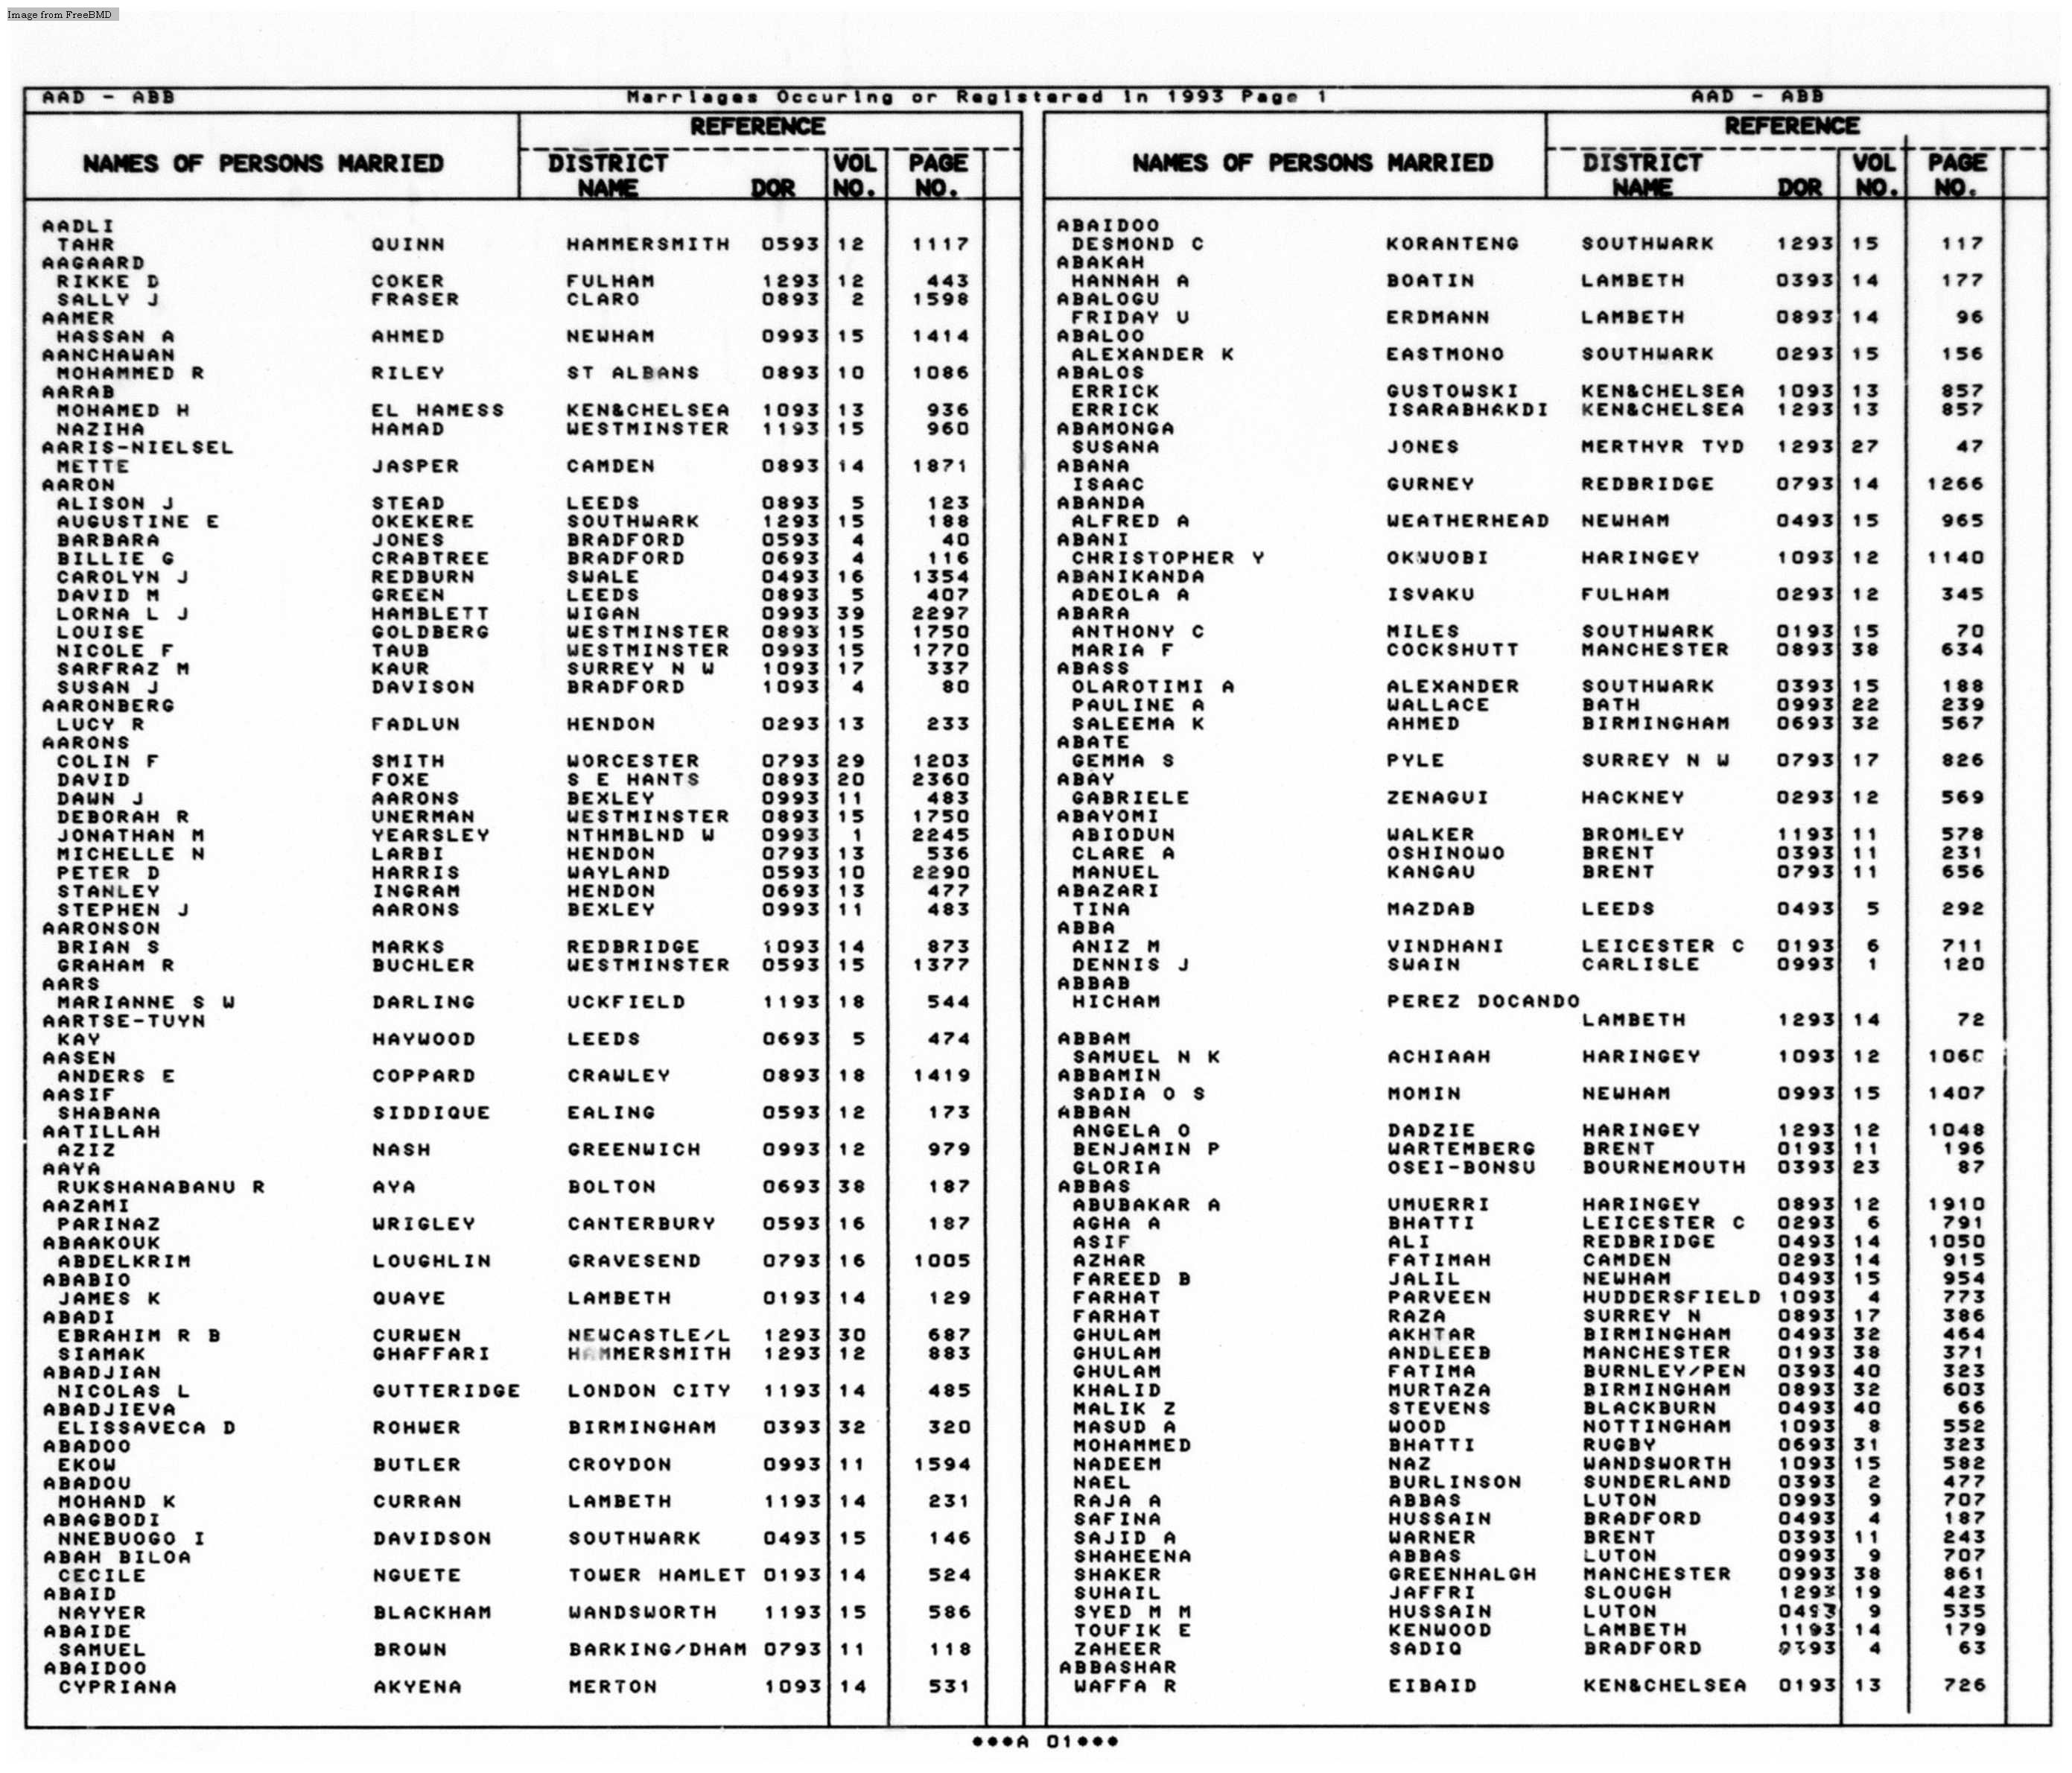 Image from FreeBMD
AAD - ABB Marriages Occuring or Registered in 1993 Page 1 AAD - ABB
REFERENCE
NAMES OF PERSONS MARRIED DISTRICT NAME DOR VOL NO. PAGE NO.
AADLI
TAHR QUINN HAMMERSMITH 0593 12 1117
AAGAARD
RIKKE D COKER FULHAM 1293 12 443
SALLY J FRASER CLARO 0893 2 1598
AAMER
HASSAN A AHMED NEWHAM 0993 15 1414
AANCHAWAN
MOHAMMED R RILEY ST ALBANS 0893 10 1086
AARAB
MOHAMED H EL HAMESS KEN&CHELSEA 1093 13 936
NAZIHA HAMAD WESTMINSTER 1193 15 960
AARIS-NIELSEL
METTE JASPER CAMDEN 0893 14 1871
AARON
ALISON J STEAD LEEDS 0893 5 123
AUGUSTINE E OKEKERE SOUTHWARK 1293 15 188
BARBARA JONES BRADFORD 0593 4 40
BILLIE G CRABTREE BRADFORD 0693 4 116
CAROLYN J REDBURN SWALE 0493 16 1354
DAVID M GREEN LEEDS 0893 5 407
LORNA L J HAMBLETT WIGAN 0993 39 2297
LOUISE GOLDBERG WESTMINSTER 0893 15 1750
NICOLE F TAUB WESTMINSTER 0993 15 1770
SARFRAZ M KAUR SURREY N W 1093 17 337
SUSAN J DAVISON BRADFORD 1093 4 80
AARONBERG
LUCY R FADLUN HENDON 0293 13 233
AARONS
COLIN F SMITH WORCESTER 0793 29 1203
DAVID FOXE S E HANTS 0893 20 2360
DAWN J AARONS BEXLEY 0993 11 483
DEBORAH R UNERMAN WESTMINSTER 0893 15 1750
JONATHAN M YEARSLEY NTHMBLND W 0993 1 2245
MICHELLE N LARBI HENDON 0793 13 536
PETER D HARRIS WAYLAND 0593 10 2290
STANLEY INGRAM HENDON 0693 13 477
STEPHEN J AARONS BEXLEY 0993 11 483
AARONSON
BRIAN S MARKS REDBRIDGE 1093 14 873
GRAHAM R BUCHLER WESTMINSTER 0593 15 1377
AARS
MARIANNE S W DARLING UCKFIELD 1193 18 544
AARTSE-TUYN
KAY HAYWOOD LEEDS 0693 5 474
AASEN
ANDERS E COPPARD CRAWLEY 0893 18 1419
AASIF
SHABANA SIDDIQUE EALING 0593 12 173
AATILLAH
AZIZ NASH GREENWICH 0993 12 979
AAYA
RUKSHANABANU R AYA BOLTON 0693 38 187
AAZAMI
PARINAZ WRIGLEY CANTERBURY 0593 16 187
ABAAKOUK
ABDELKRIM LOUGHLIN GRAVESEND 0793 16 1005
ABABIO
JAMES K QUAYE LAMBETH 0193 14 129
ABADI
EBRAHIM R B CURWEN NEWCASTLE/L 1293 30 687
SIAMAK GHAFFARI HAMMERSMITH 1293 12 883
ABADJIAN
NICOLAS L GUTTERIDGE LONDON CITY 1193 14 485
ABADJIEVA
ELISSAVECA D ROHWER BIRMINGHAM 0393 32 320
ABADOO
EKOW BUTLER CROYDON 0993 11 1594
ABADOU
MOHAND K CURRAN LAMBETH 1193 14 231
ABAGBODI
NNEBUOGO I DAVIDSON SOUTHWARK 0493 15 146
ABAH BILOA
CECILE NGUETE TOWER HAMLET 0193 14 524
ABAID
NAYYER BLACKHAM WANDSWORTH 1193 15 586
ABAIDE
SAMUEL BROWN BARKING/DHAM 0793 11 118
ABAIDOO
CYPRIANA AKYENA MERTON 1093 14 531
REFERENCE
NAMES OF PERSONS MARRIED DISTRICT NAME DOR VOL NO. PAGE NO.
ABAIDOO
DESMOND C KORANTENG SOUTHWARK 1293 15 117
ABAKAH
HANNAH A BOATIN LAMBETH 0393 14 177
ABALOGU
FRIDAY U ERDMANN LAMBETH 0893 14 96
ABALOO
ALEXANDER K EASTMONO SOUTHWARK 0293 15 156
ABALOS
ERRICK GUSTOWSKI KEN&CHELSEA 1093 13 857
ERRICK ISARABHAKDI KEN&CHELSEA 1293 13 857
ABAMONGA
SUSANA JONES MERTHYR TYD 1293 27 47
ABANA
ISAAC GURNEY REDBRIDGE 0793 14 1266
ABANDA
ALFRED A WEATHERHEAD NEWHAM 0493 15 965
ABANI
CHRISTOPHER Y OKWUOBI HARINGEY 1093 12 1140
ABANIKANDA
ADEOLA A ISVAKU FULHAM 0293 12 345
ABARA
ANTHONY C MILES SOUTHWARK 0193 15 70
MARIA F COCKSHUTT MANCHESTER 0893 38 634
ABASS
OLAROTIMI A ALEXANDER SOUTHWARK 0393 15 188
PAULINE A WALLACE BATH 0993 22 239
SALEEMA K AHMED BIRMINGHAM 0693 32 567
ABATE
GEMMA S PYLE SURREY N W 0793 17 826
ABAY
GABRIELE ZENAGUI HACKNEY 0293 12 569
ABAYOMI
ABIODUN WALKER BROMLEY 1193 11 578
CLARE A OSHINOWO BRENT 0393 11 231
MANUEL KANGAU BRENT 0793 11 656
ABAZARI
TINA MAZDAB LEEDS 0493 5 292
ABBA
ANIZ M VINDHANI LEICESTER C 0193 6 711
DENNIS J SWAIN CARLISLE 0993 1 120
ABBAB
HICHAM PEREZ DOCANDO
LAMBETH 1293 14 72
ABBAM
SAMUEL N K ACHIAAH HARINGEY 1093 12
ABBAMIN
SADIA O S MOMIN NEWHAM 0993 15 1407
ABBAN
ANGELA O DADZIE HARINGEY 1293 12 1048
BENJAMIN P WARTEMBERG BRENT 0193 11 196
GLORIA OSEI-BONSU BOURNEMOUTH 0393 23 87
ABBAS
ABUBAKAR A UMUERRI HARINGEY 0893 12 1910
AGHA A BHATTI LEICESTER C 0293 6 791
ASIF ALI REDBRIDGE 0493 14 1050
AZHAR FATIMAH CAMDEN 0293 14 915
FAREED B JALIL NEWHAM 0493 15 954
FARHAT PARVEEN HUDDERSFIELD 1093 4 773
FARHAT RAZA SURREY N 0893 17 386
GHULAM AKHTAR BIRMINGHAM 0493 32 464
GHULAM ANDLEEB MANCHESTER 0193 38 371
GHULAM FATIMA BURNLEY/PEN 0393 40 323
KHALID MURTAZA BIRMINGHAM 0893 32 603
MALIK Z STEVENS BLACKBURN 0493 40 66
MASUD A WOOD NOTTINGHAM 1093 8 552
MOHAMMED BHATTI RUGBY 0693 31 323
NADEEM NAZ WANDSWORTH 1093 15 582
NAEL BURLINSON SUNDERLAND 0393 2 477
RAJA A ABBAS LUTON 0993 9 707
SAFINA HUSSAIN BRADFORD 0493 4 187
SAJID A WARNER BRENT 0393 11 243
SHAHEENA ABBAS LUTON 0993 9 707
SHAKER GREENHALGH MANCHESTER 0993 38 861
SUHAIL JAFFRI SLOUGH 1293 19 423
SYED M M HUSSAIN LUTON 0493 9 535
TOUFIK E KENWOOD LAMBETH 1193 14 179
ZAHEER SADIQ BRADFORD 4 63
ABBASHAR
WAFFA R EIBAID KEN&CHELSEA 0193 13 726
●●●A 01●●●